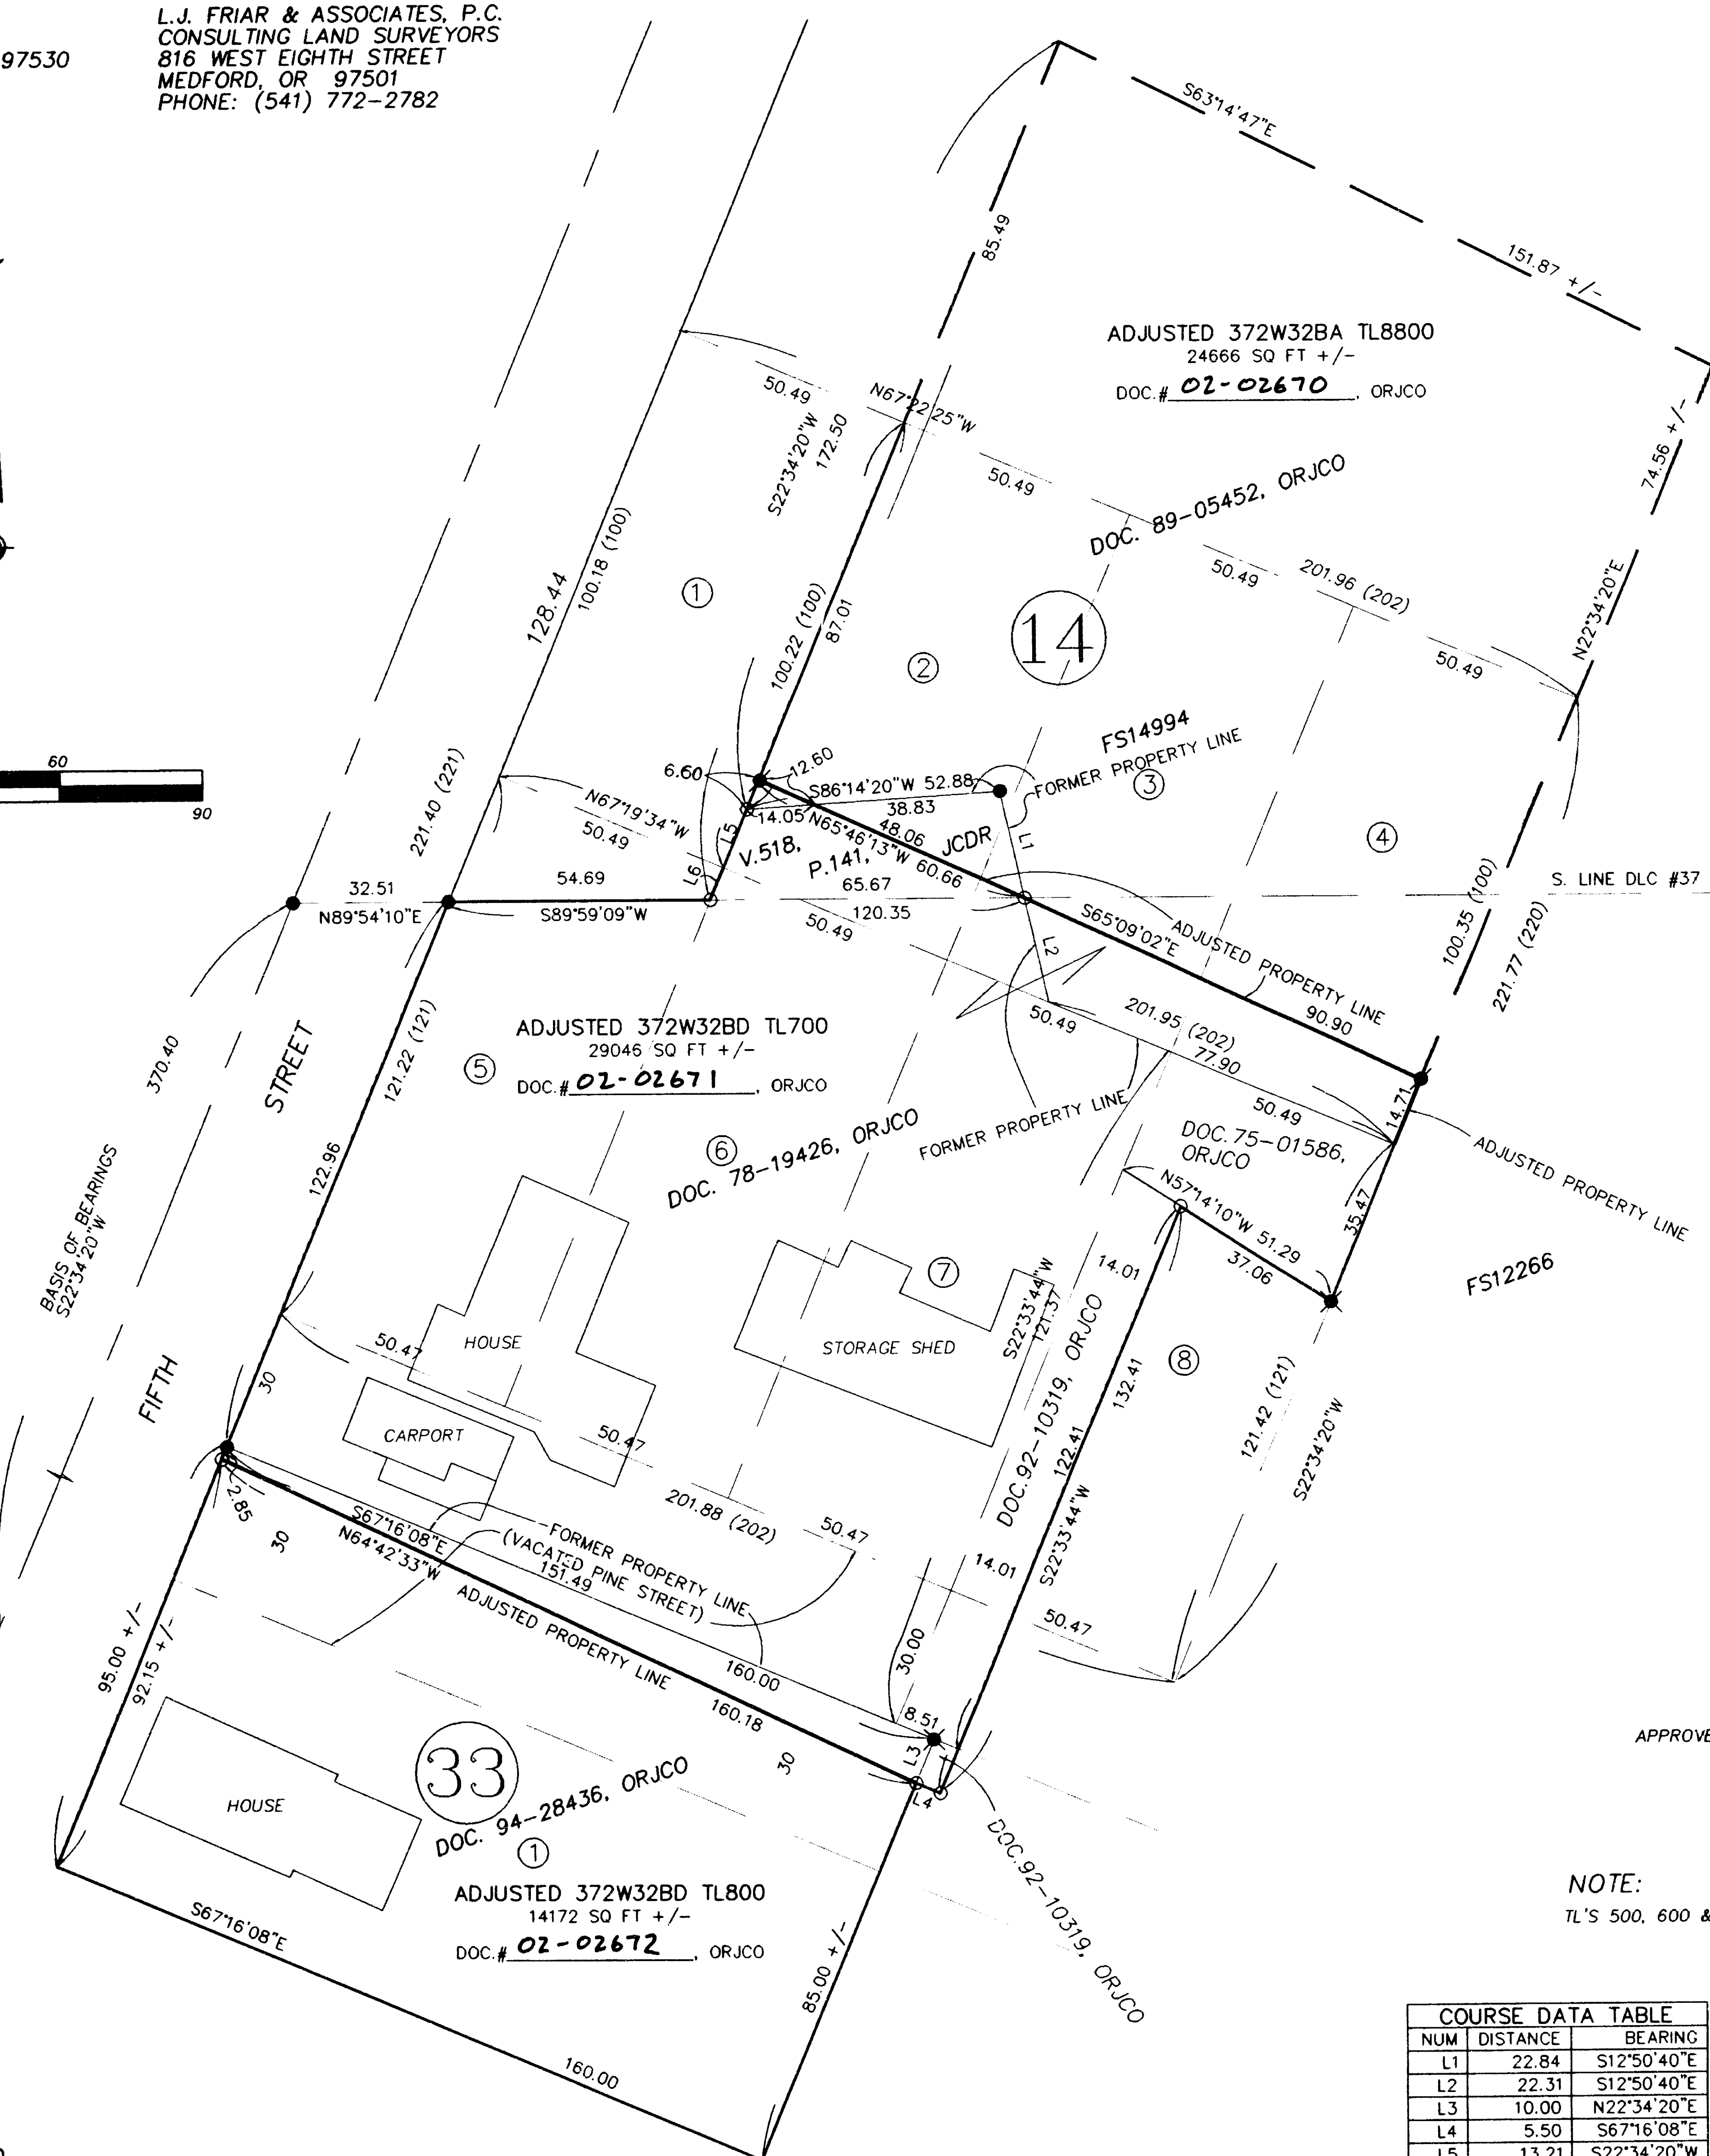 L.J. FRIAR & ASSOCIATES, P.C.
CONSULTING LAND SURVEYORS
97530
816 WEST EIGHTH STREET
MEDFORD, OR 97501
PHONE: (541) 772-2782
S63°14'47"E
151.87 +/-
85.49
ADJUSTED 372W32BA TL8800
24666 SQ FT +/-
DOC.# 02-02670, ORJCO
74.56 +/-
N22°34'20"E
50.49
N67°22'25"W
S22°34'20"W
172.50
50.49
DOC. 89-05452, ORJCO
50.49
201.96 (202)
50.49
128.44
100.18 (100)
1
100.22 (100)
87.01
2
14
FS14994
FORMER PROPERTY LINE
3
4
60
90
221.40 (221)
N67°19'34"W
50.49
6.60
12.60
S86°14'20"W 52.88
38.83
14.05
N65°46'13"W 60.66
48.06
L1
L5
L6
V.518,
P.141,
JCDR
32.51
N89°54'10"E
54.69
S89°59'09"W
65.67
120.35
50.49
S. LINE DLC #37
L2
S65°09'02"E
ADJUSTED PROPERTY LINE
90.90
100.35 (100)
221.77 (220)
50.49
201.95 (202)
77.90
50.49
14.71
ADJUSTED PROPERTY LINE
370.40
STREET
121.22 (121)
122.96
5
ADJUSTED 372W32BD TL700
29046 SQ FT +/-
DOC.# 02-02671, ORJCO
6
DOC. 78-19426, ORJCO
FORMER PROPERTY LINE
DOC.75-01586,
ORJCO
N57°14'10"W 51.29
37.06
35.47
FS12266
BASIS OF BEARINGS
S22°34'20"W
7
14.01
S22°33'44"W
121.37
DOC.92-10319, ORJCO
132.41
122.41
S22°33'44"W
8
121.42 (121)
S22°34'20"W
HOUSE
STORAGE SHED
50.47
30
FIFTH
CARPORT
50.47
201.88 (202)
50.47
14.01
50.47
2.85
30
S67°16'08"E
N64°42'33"W
FORMER PROPERTY LINE
(VACATED PINE STREET)
151.49
ADJUSTED PROPERTY LINE
160.00
160.18
30
30.00
8.51
L3
L4
95.00 +/-
92.15 +/-
APPROVE
33
HOUSE
DOC. 94-28436, ORJCO
1
ADJUSTED 372W32BD TL800
14172 SQ FT +/-
DOC.# 02-02672, ORJCO
DOC.92-10319, ORJCO
S67°16'08"E
85.00 +/-
160.00
NOTE:
TL'S 500, 600 &
COURSE DATA TABLE
NUM DISTANCE BEARING
L1 22.84 S12°50'40"E
L2 22.31 S12°50'40"E
L3 10.00 N22°34'20"E
L4 5.50 S67°16'08"E
L5 13.21 S22°34'20"W